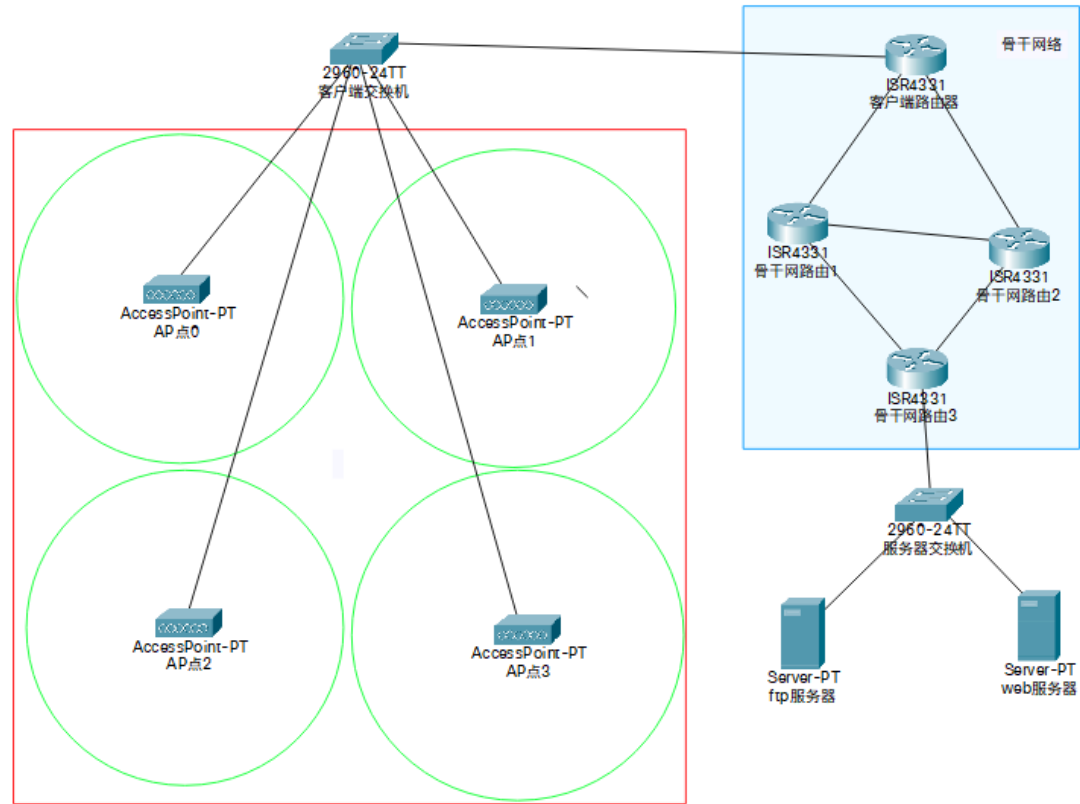 2960-24TT
客户端交换机
骨干网络
ISR4331
客户端路由器
ISR4331
骨干网路由1
ISR4331
骨干网路由2
ISR4331
骨干网路由3
AccessPoint-PT
AP点0
AccessPoint-PT
AP点1
2960-24TT
服务器交换机
AccessPoint-PT
AP点2
AccessPoint-PT
AP点3
Server-PT
ftp服务器
Server-PT
web服务器